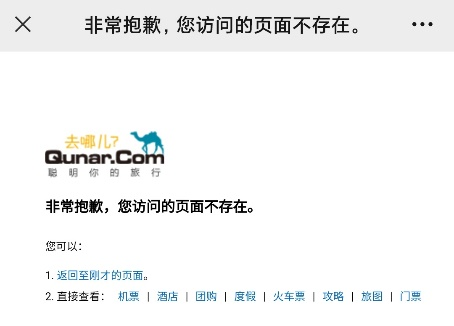 非常抱歉，您访问的页面不存在。
去哪儿?
Qunar.Com
聪明你的旅行
非常抱歉，您访问的页面不存在。
您可以：
1. 返回至刚才的页面。
2. 直接查看： 机票 | 酒店 | 团购 | 度假 | 火车票 | 攻略 | 旅图 | 门票